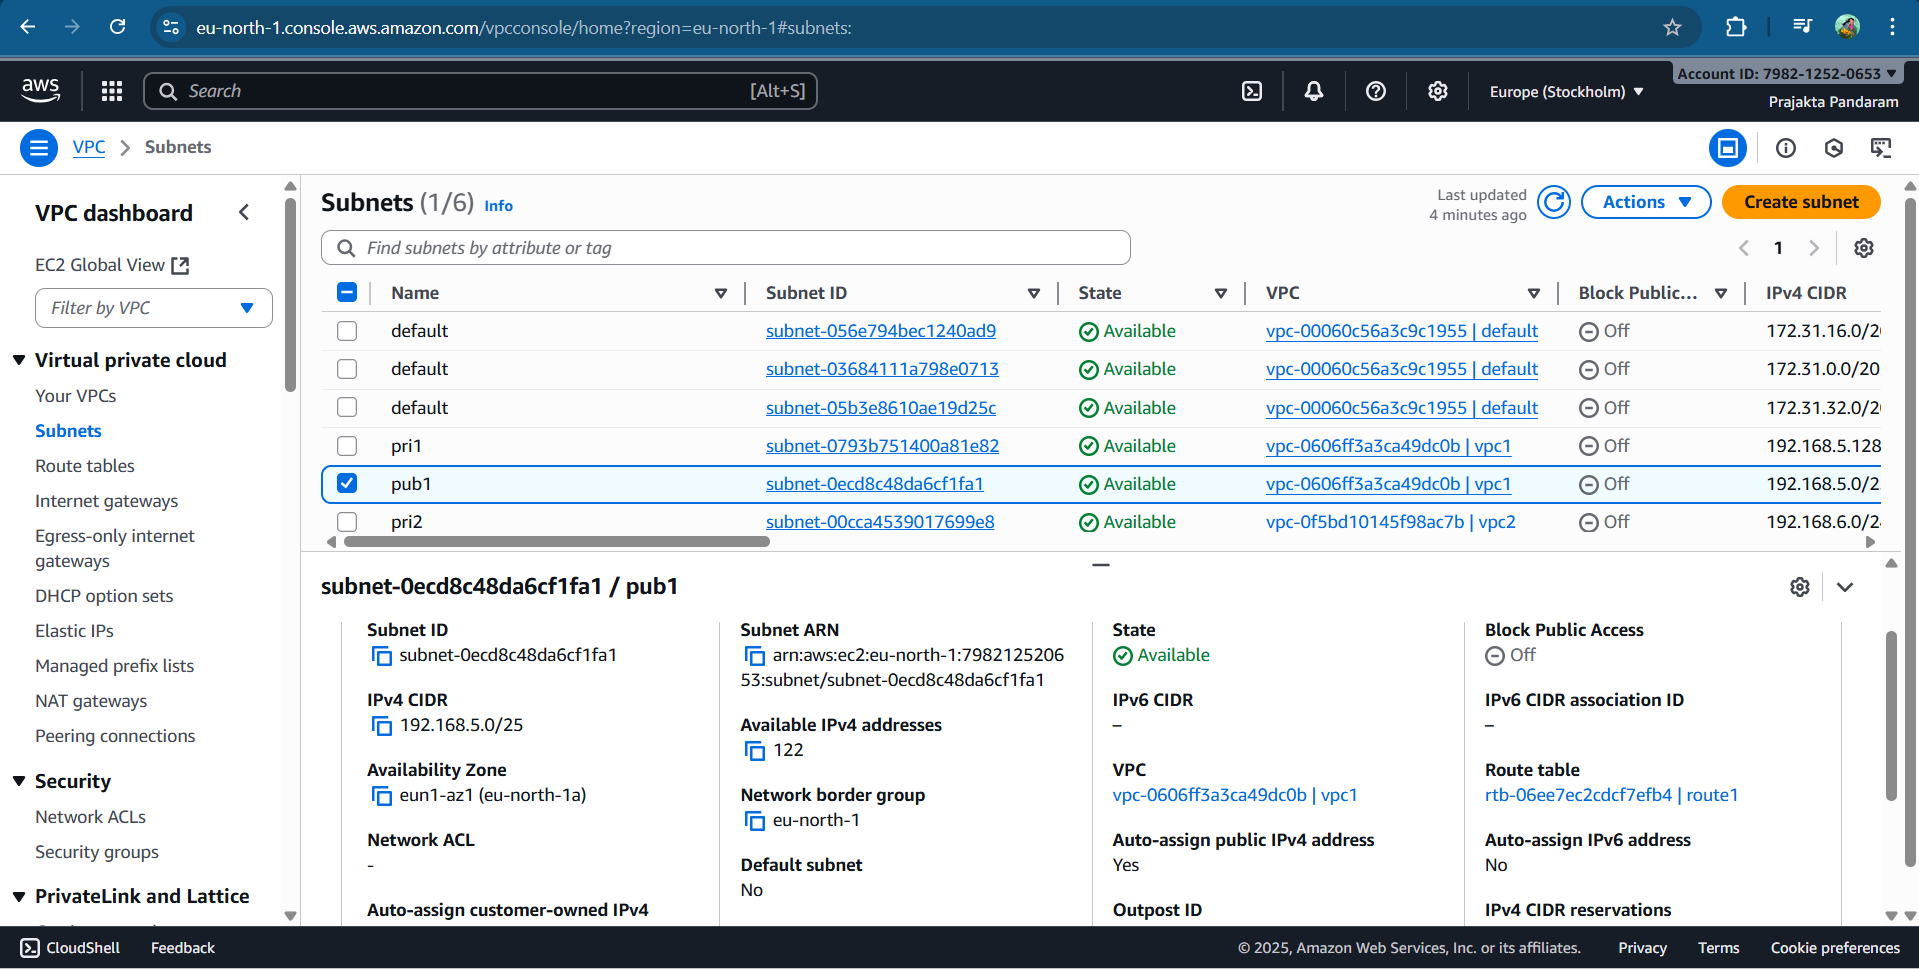 eu-north-1.console.aws.amazon.com/vpcconsole/home?region=eu-north-1#subnets:
aws
Search
[Alt+S]
Europe (Stockholm)
Account ID: 7982-1252-0653
Prajakta Pandaram
VPC
Subnets
VPC dashboard
EC2 Global View
Filter by VPC
Virtual private cloud
Your VPCs
Subnets
Route tables
Internet gateways
Egress-only internet
gateways
DHCP option sets
Elastic IPs
Managed prefix lists
NAT gateways
Peering connections
Security
Network ACLs
Security groups
PrivateLink and Lattice
Subnets (1/6) Info
Last updated
4 minutes ago
Actions
Create subnet
Find subnets by attribute or tag
1
Name Subnet ID State VPC Block Public... IPv4 CIDR
default subnet-056e794bec1240ad9 Available vpc-00060c56a3c9c1955 | default Off 172.31.16.0/20
default subnet-03684111a798e0713 Available vpc-00060c56a3c9c1955 | default Off 172.31.0.0/20
default subnet-05b3e8610ae19d25c Available vpc-00060c56a3c9c1955 | default Off 172.31.32.0/20
pri1 subnet-0793b751400a81e82 Available vpc-0606ff3a3ca49dc0b | vpc1 Off 192.168.5.128
pub1 subnet-0ecd8c48da6cf1fa1 Available vpc-0606ff3a3ca49dc0b | vpc1 Off 192.168.5.0/2
pri2 subnet-00cca4539017699e8 Available vpc-0f5bd10145f98ac7b | vpc2 Off 192.168.6.0/24
subnet-0ecd8c48da6cf1fa1 / pub1
Subnet ID
subnet-0ecd8c48da6cf1fa1
IPv4 CIDR
192.168.5.0/25
Availability Zone
eun1-az1 (eu-north-1a)
Network ACL
-
Auto-assign customer-owned IPv4
Subnet ARN
arn:aws:ec2:eu-north-1:7982125206
53:subnet/subnet-0ecd8c48da6cf1fa1
Available IPv4 addresses
122
Network border group
eu-north-1
Default subnet
No
State
Available
IPv6 CIDR
–
VPC
vpc-0606ff3a3ca49dc0b | vpc1
Auto-assign public IPv4 address
Yes
Outpost ID
Block Public Access
Off
IPv6 CIDR association ID
–
Route table
rtb-06ee7ec2cdcf7efb4 | route1
Auto-assign IPv6 address
No
IPv4 CIDR reservations
CloudShell
Feedback
© 2025, Amazon Web Services, Inc. or its affiliates.
Privacy
Terms
Cookie preferences